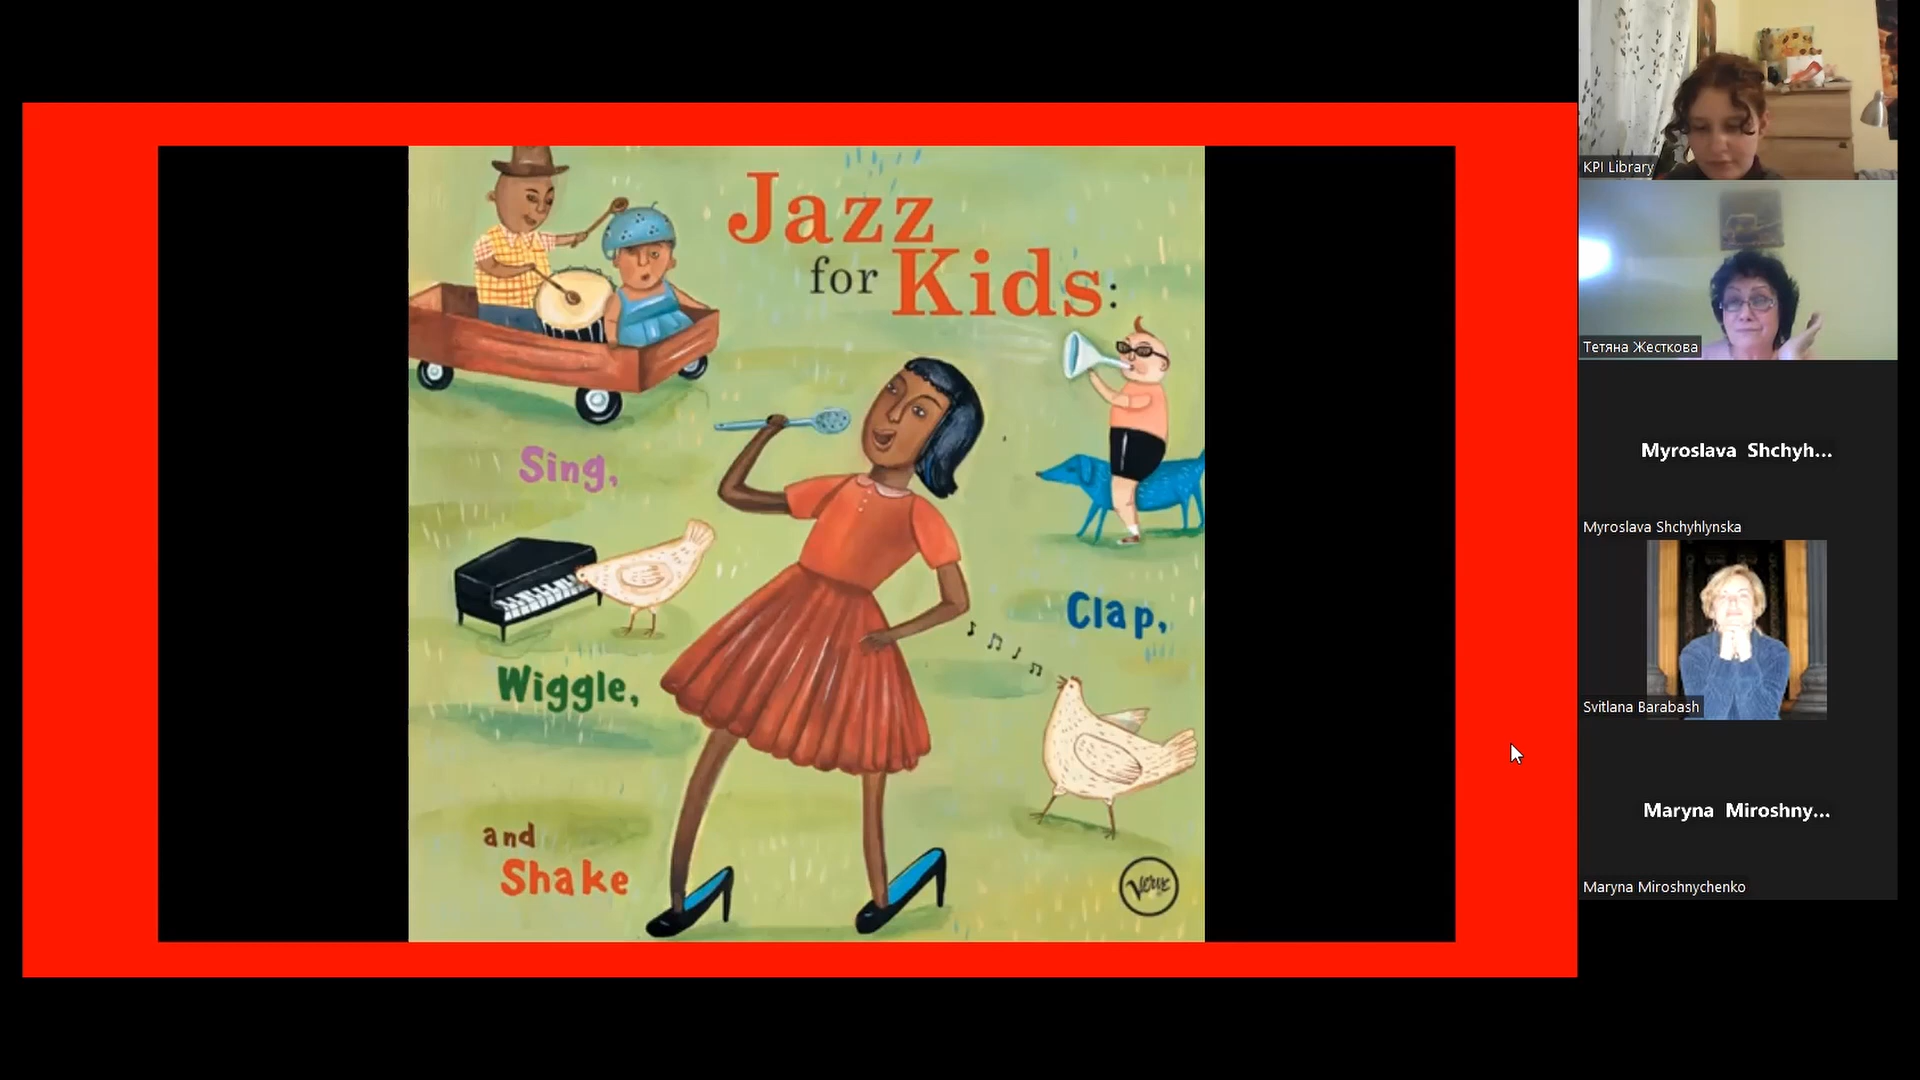 Jazz
for Kids:
Sing,
Clap,
Wiggle,
and
Shake
Verve
KPI Library
Тетяна Жесткова
Myroslava Shchyh...
Myroslava Shchyhlynska
Svitlana Barabash
Maryna Miroshny...
Maryna Miroshnychenko